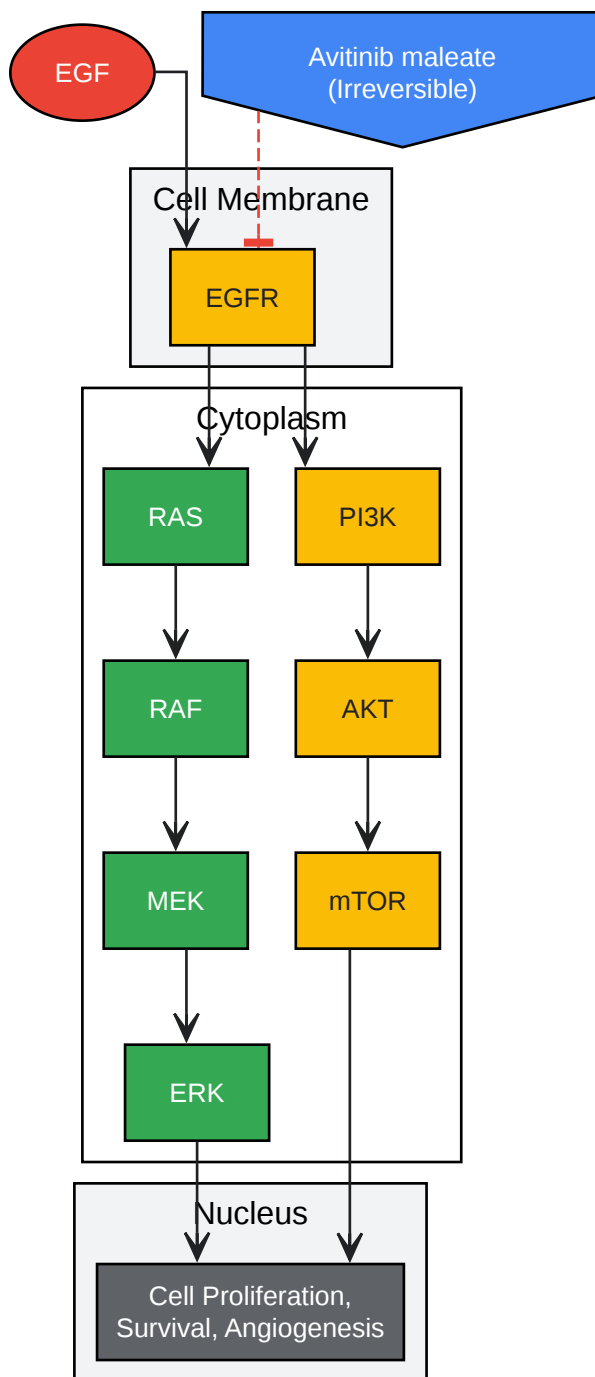 EGF
Avitinib maleate
(Irreversible)
Cell Membrane
EGFR
Cytoplasm
RAS
PI3K
RAF
AKT
MEK
mTOR
ERK
Nucleus
Cell Proliferation,
Survival, Angiogenesis